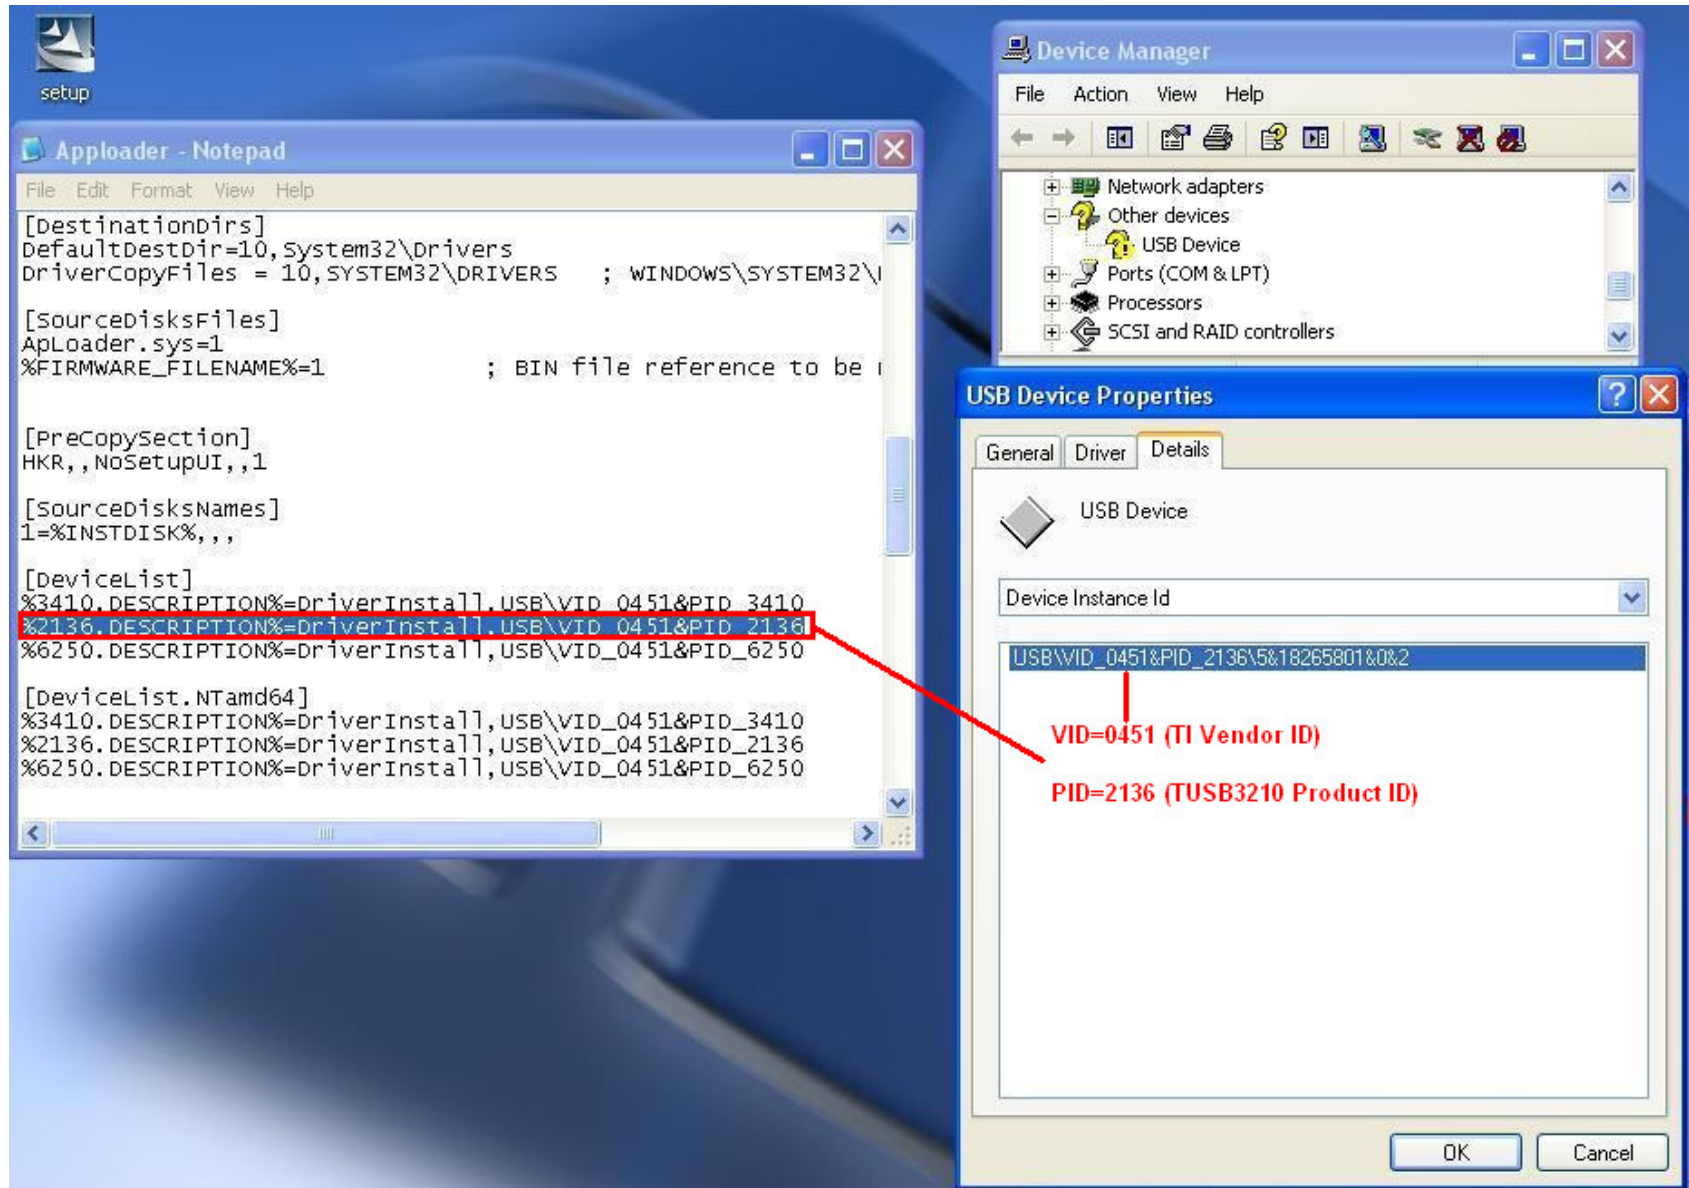 setup
Apploader - Notepad
File Edit Format View Help
[DestinationDirs]
DefaultDestDir=10,System32\Drivers
DriverCopyFiles = 10,SYSTEM32\DRIVERS ; WINDOWS\SYSTEM32\
[SourceDisksFiles]
ApLoader.sys=1
%FIRMWARE_FILENAME%=1 ; BIN file reference to be
[PreCopySection]
HKR,,NoSetupUI,,1
[SourceDisksNames]
1=%INSTDISK%,,,
[DeviceList]
%3410.DESCRIPTION%=DriverInstall,USB\VID_0451&PID_3410
%2136.DESCRIPTION%=DriverInstall,USB\VID_0451&PID_2136
%6250.DESCRIPTION%=DriverInstall,USB\VID_0451&PID_6250
[DeviceList.NTamd64]
%3410.DESCRIPTION%=DriverInstall,USB\VID_0451&PID_3410
%2136.DESCRIPTION%=DriverInstall,USB\VID_0451&PID_2136
%6250.DESCRIPTION%=DriverInstall,USB\VID_0451&PID_6250
Device Manager
File Action View Help
Network adapters
Other devices
USB Device
Ports (COM & LPT)
Processors
SCSI and RAID controllers
USB Device Properties
General Driver Details
USB Device
Device Instance Id
USB\VID_0451&PID_2136\5&18265801&0&2
VID=0451 (TI Vendor ID)
PID=2136 (TUSB3210 Product ID)
OK Cancel